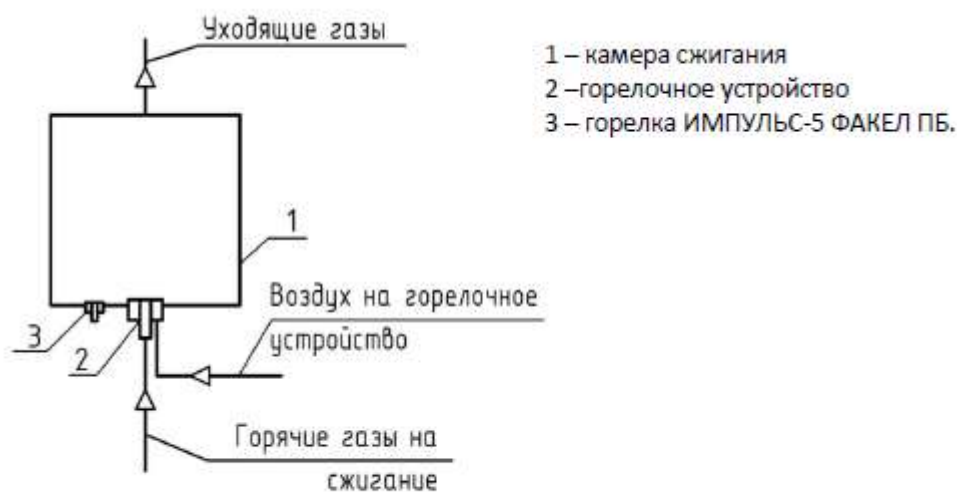 Уходящие газы
1 – камера сжигания
2 –горелочное устройство
3 – горелка ИМПУЛЬС-5 ФАКЕЛ ПБ.
1
Воздух на горелочное
устройство
3
2
Горячие газы на
сжигание